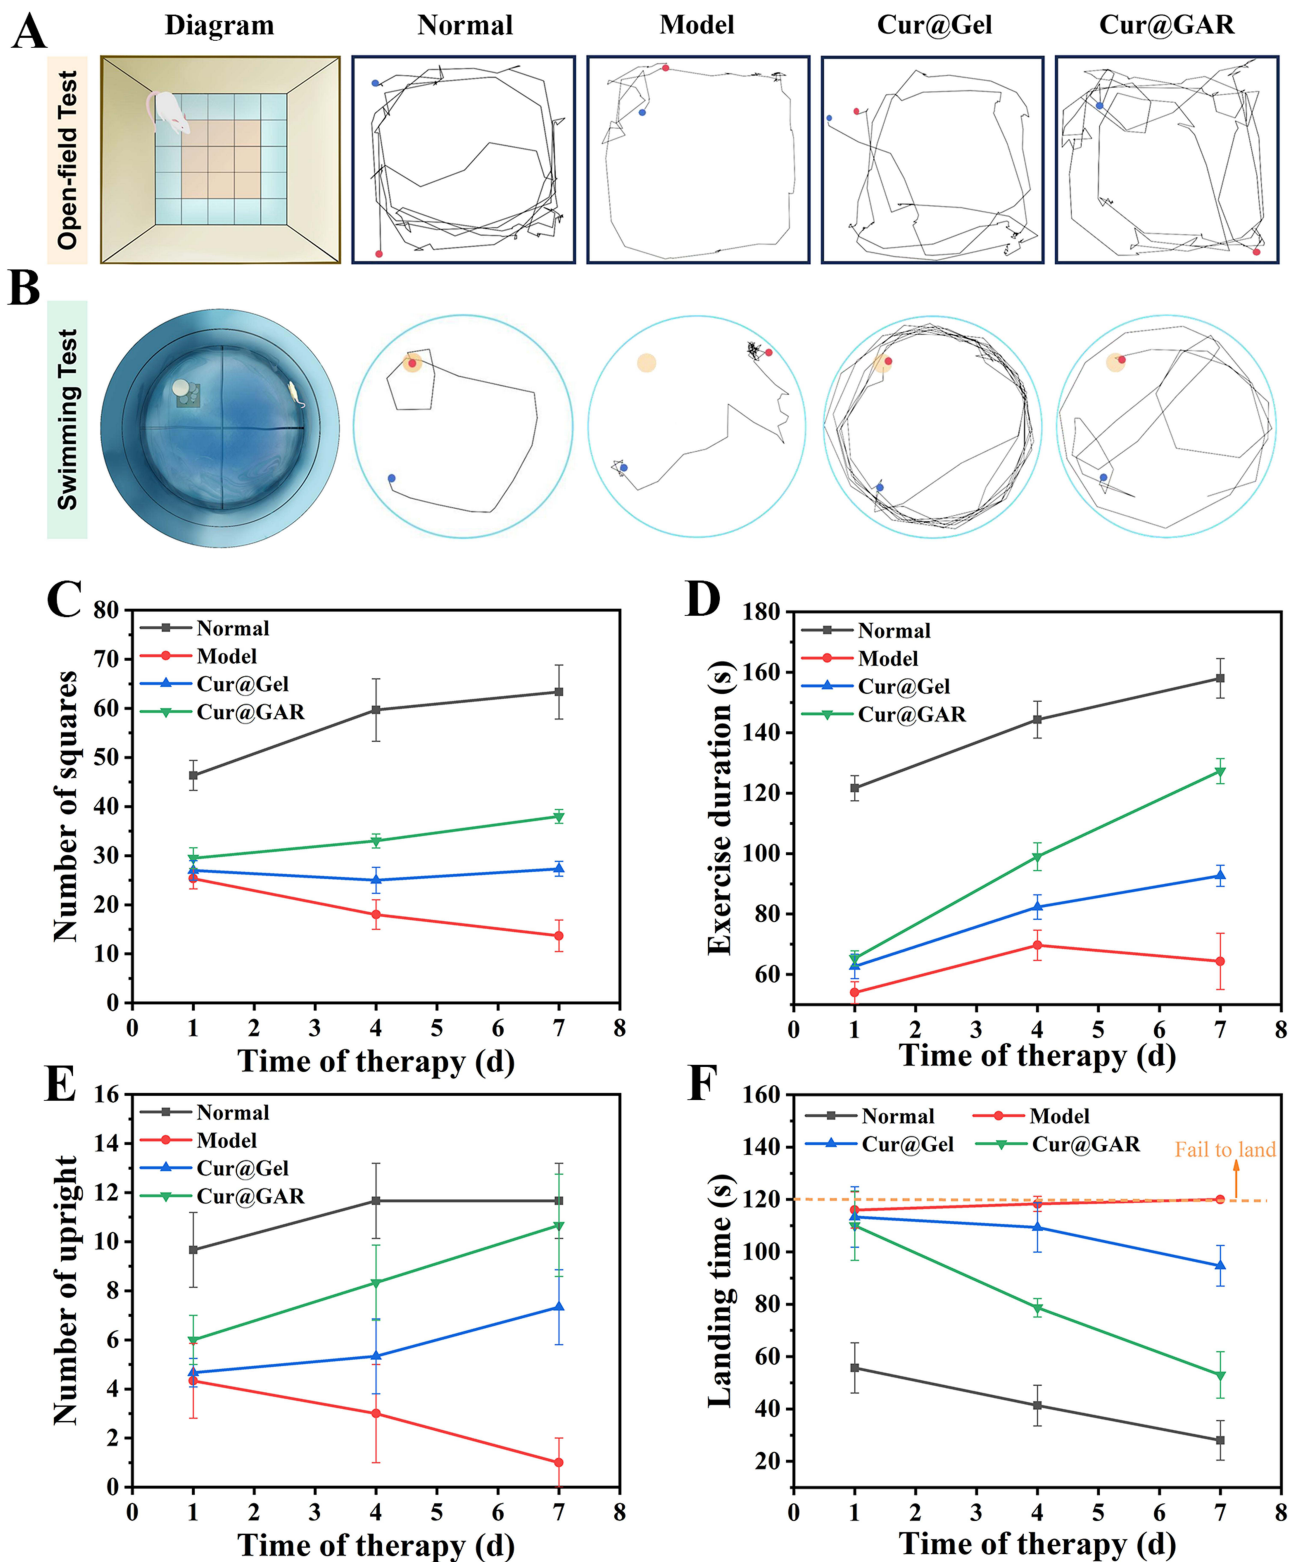 A
Diagram
Normal
Model
Cur@Gel
Cur@GAR
Open-field Test
B
Swimming Test
C
Normal
Model
Cur@Gel
Cur@GAR
Number of squares
80
70
60
50
40
30
20
10
0
0 1 2 3 4 5 6 7 8
Time of therapy (d)
D
Normal
Model
Cur@Gel
Cur@GAR
Exercise duration (s)
180
160
140
120
100
80
60
0 1 2 3 4 5 6 7 8
Time of therapy (d)
E
Normal
Model
Cur@Gel
Cur@GAR
Number of upright
16
14
12
10
8
6
4
2
0
0 1 2 3 4 5 6 7 8
Time of therapy (d)
F
Normal
Model
Cur@Gel
Cur@GAR
Fail to land
Landing time (s)
160
140
120
100
80
60
40
20
0 1 2 3 4 5 6 7 8
Time of therapy (d)